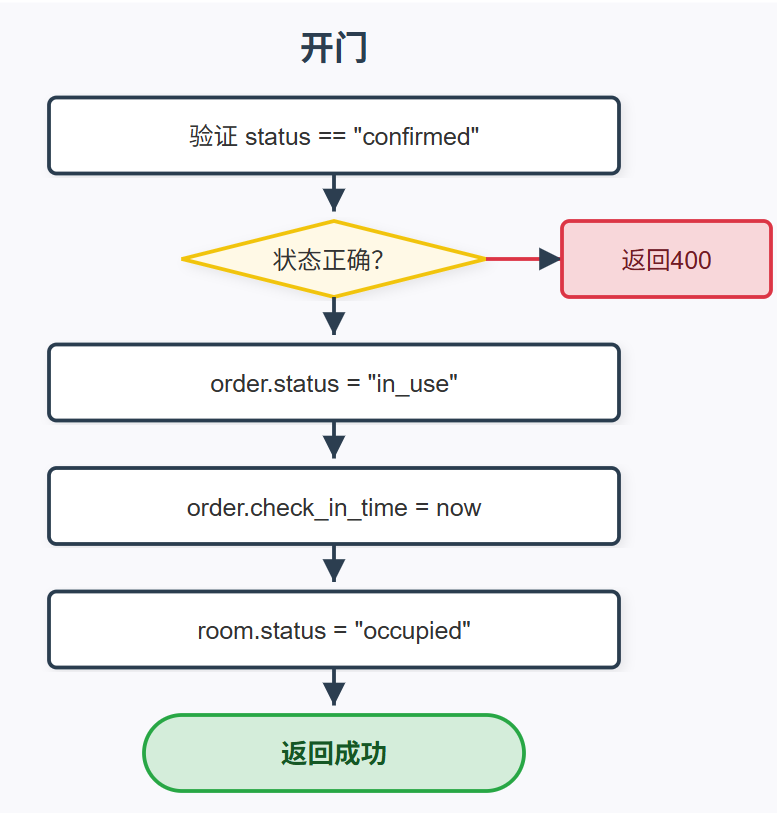 开门
验证 status == "confirmed"
状态正确？
返回400
order.status = "in_use"
order.check_in_time = now
room.status = "occupied"
返回成功